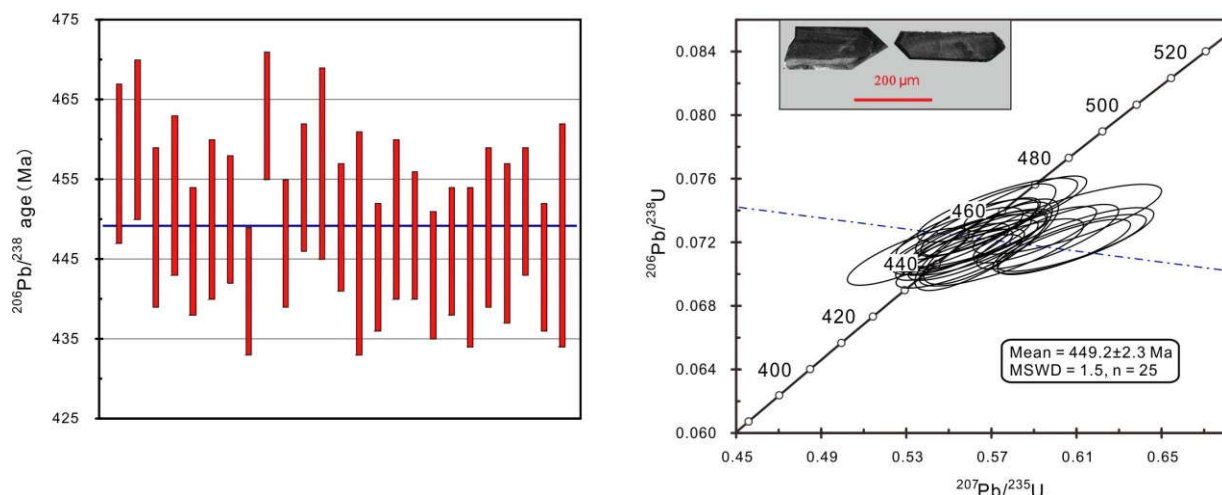 475
465
455
445
435
425
²⁰⁶Pb/²³⁸ age (Ma)
200 µm
0.084
0.080
0.076
0.072
0.068
0.064
0.060
²⁰⁶Pb/²³⁸U
520
500
480
460
440
420
400
Mean = 449.2±2.3 Ma
MSWD = 1.5, n = 25
0.45 0.49 0.53 0.57 0.61 0.65
²⁰⁷Pb/²³⁵U